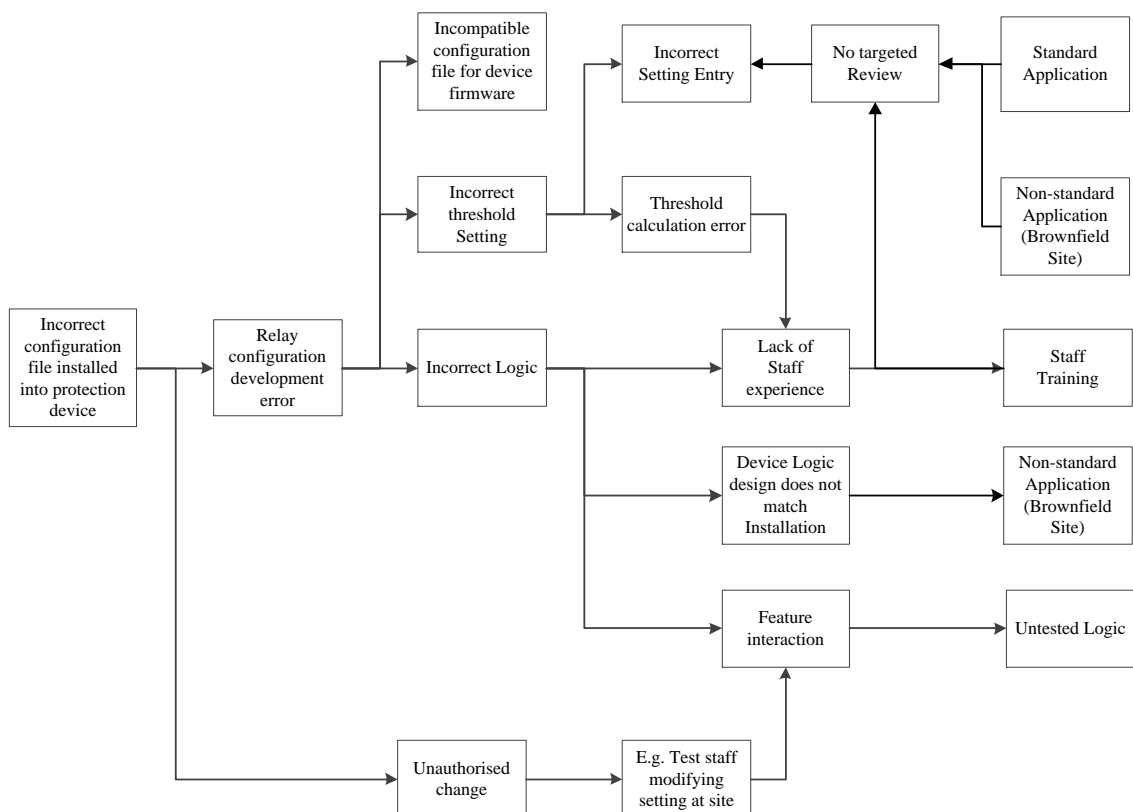 Incompatible
configuration
file for device
firmware
Incorrect
Setting Entry
No targeted
Review
Standard
Application
Incorrect
threshold
Setting
Threshold
calculation error
Non-standard
Application
(Brownfield
Site)
Incorrect
configuration
file installed
into protection
device
Relay
configuration
development
error
Incorrect Logic
Lack of
Staff
experience
Staff
Training
Device Logic
design does not
match
Installation
Non-standard
Application
(Brownfield
Site)
Feature
interaction
Untested Logic
Unauthorised
change
E.g. Test staff
modifying
setting at site